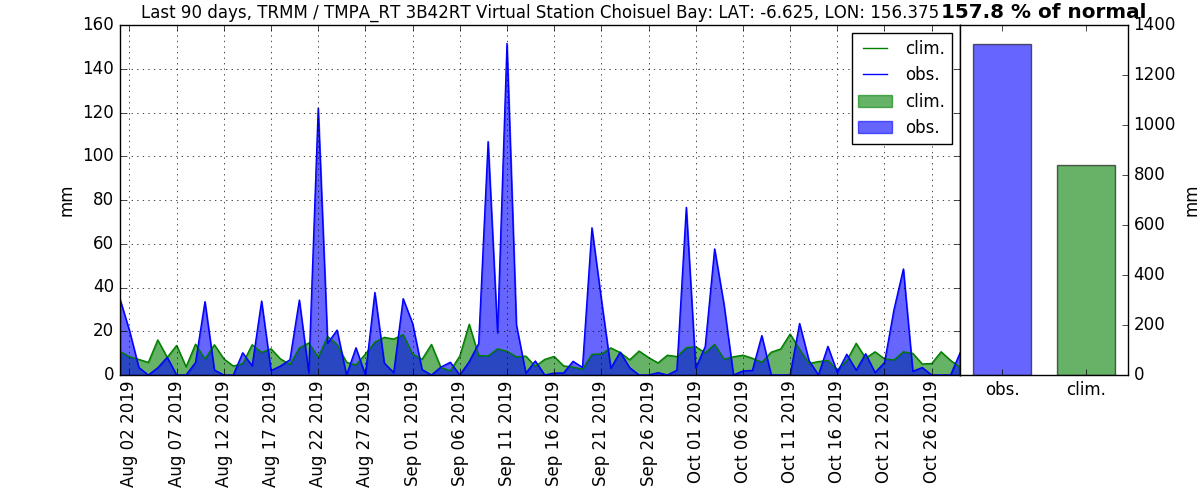 Last 90 days, TRMM / TMPA_RT 3B42RT Virtual Station Choisuel Bay: LAT: -6.625, LON: 156.375
157.8 % of normal
160
140
120
100
80
60
40
20
0
mm
clim.
obs.
clim.
obs.
Aug 02 2019
Aug 07 2019
Aug 12 2019
Aug 17 2019
Aug 22 2019
Aug 27 2019
Sep 01 2019
Sep 06 2019
Sep 11 2019
Sep 16 2019
Sep 21 2019
Sep 26 2019
Oct 01 2019
Oct 06 2019
Oct 11 2019
Oct 16 2019
Oct 21 2019
Oct 26 2019
1400
1200
1000
800
600
400
200
0
mm
obs.
clim.